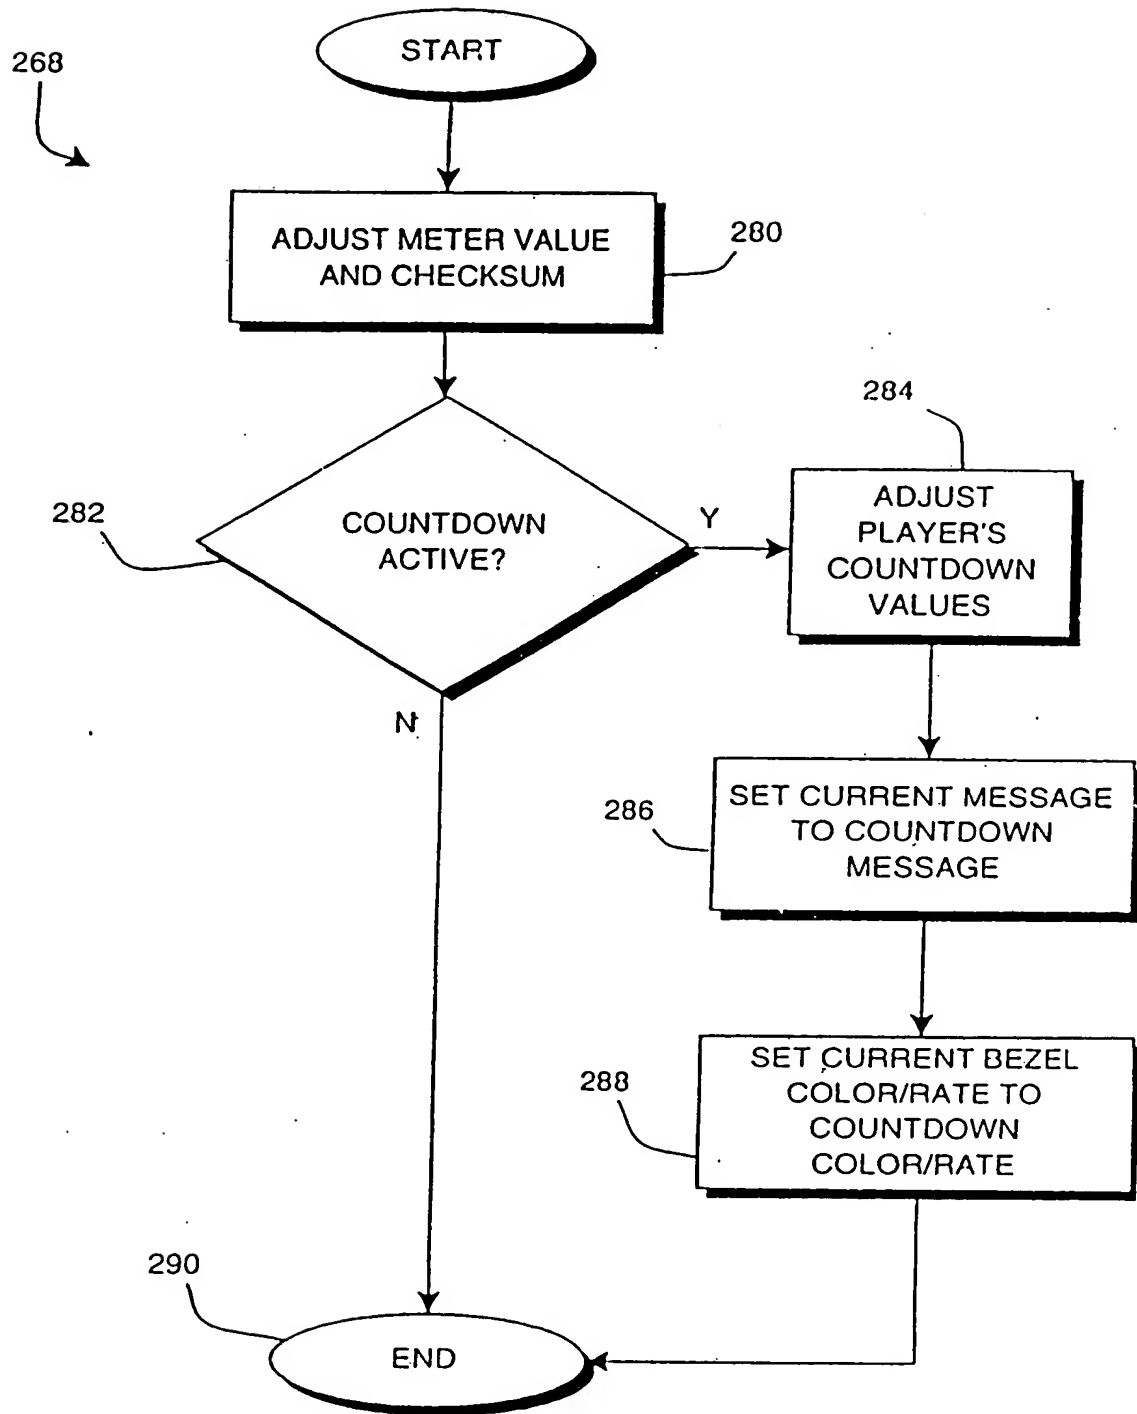 START
268
ADJUST METER VALUE
AND CHECKSUM
280
284
282
COUNTDOWN
ACTIVE?
Y
ADJUST
PLAYER'S
COUNTDOWN
VALUES
N
286
SET CURRENT MESSAGE
TO COUNTDOWN
MESSAGE
288
SET CURRENT BEZEL
COLOR/RATE TO
COUNTDOWN
COLOR/RATE
290
END